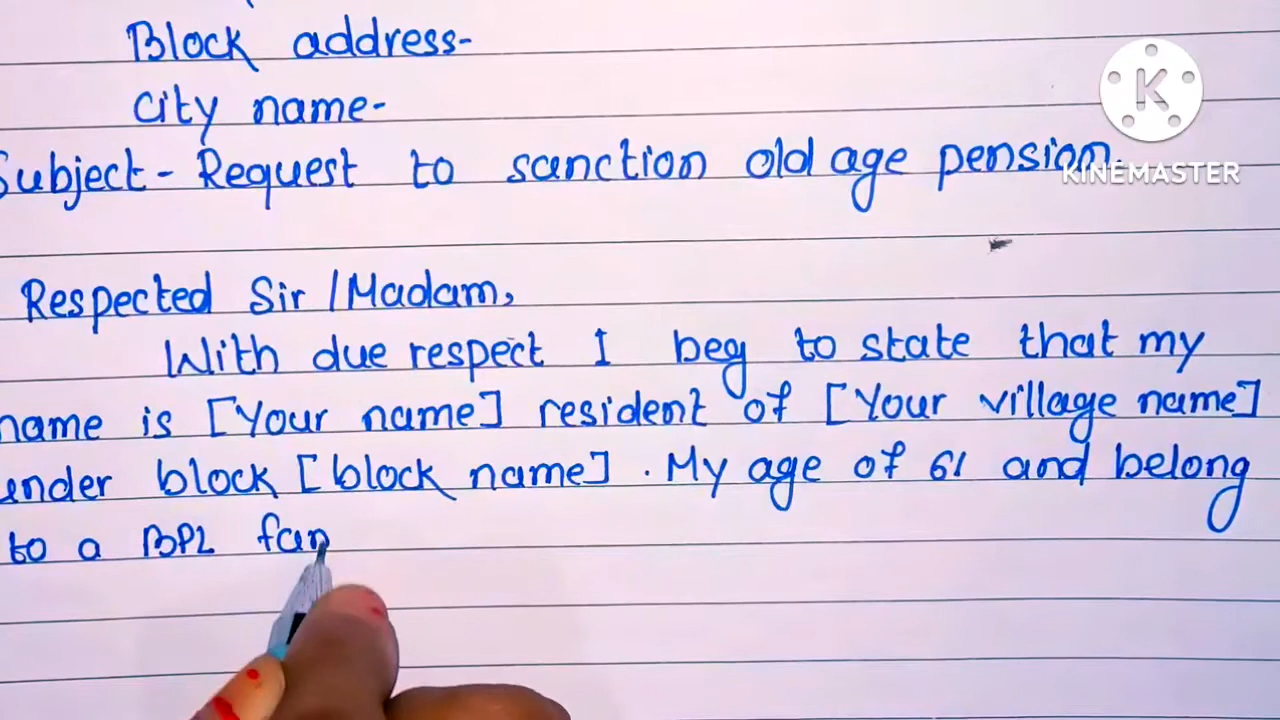 Block address-
City name-
Subject - Request to sanction old age pension.
K
KINEMASTER
Respected Sir /Madam,
With due respect I beg to state that my
name is [Your name] resident of [Your village name]
under block [block name]. My age of 61 and belong
to a BPL fam